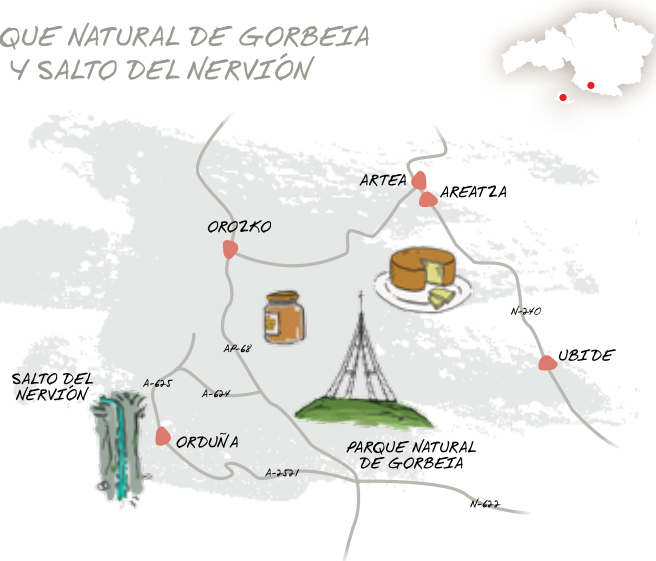 QUE NATURAL DE GORBEIA
Y SALTO DEL NERVIÓN
ARTEA
AREATZA
OROZKO
N-240
AP-68
UBIDE
SALTO DEL
NERVIÓN
A-625
A-624
ORDUÑA
PARQUE NATURAL
DE GORBEIA
A-2521
N-622